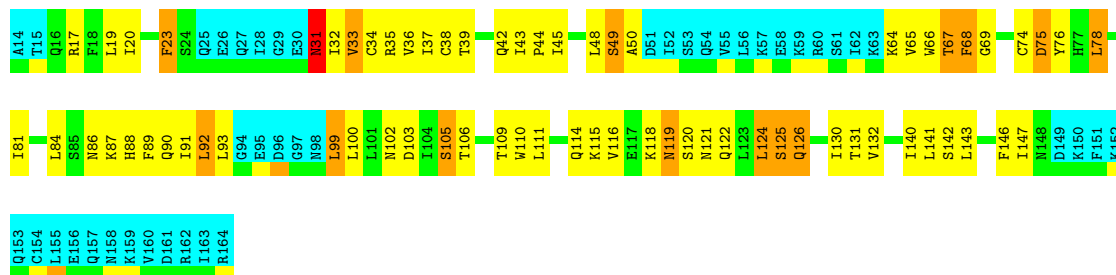 A14 T15 Q16 R17 F18 L19 I20 F23 S24 Q25 E26 Q27 I28 G29 E30 N31 I32 V33 C34 R35 V36 I37 C38 T39 Q42 I43 P44 I45 L48 S49 A50 D51 I52 S53 Q54 V55 L56 K57 E58 K59 R60 S61 I62 K63 K64 V65 W66 T67 F68 G69 C74 D75 Y76 H77 L78
I81 L84 S85 N86 K87 H88 F89 Q90 I91 L92 L93 G94 E95 D96 G97 N98 L99 L100 L101 N102 D103 I104 S105 T106 T109 W110 L111 Q114 K115 V116 E117 K118 N119 S120 N121 Q122 L123 L124 S125 Q126 I130 T131 V132 I140 L141 S142 L143 F146 I147 N148 D149 K150 F151 K152
Q153 C154 L155 E156 Q157 N158 K159 V160 D161 R162 I163 R164